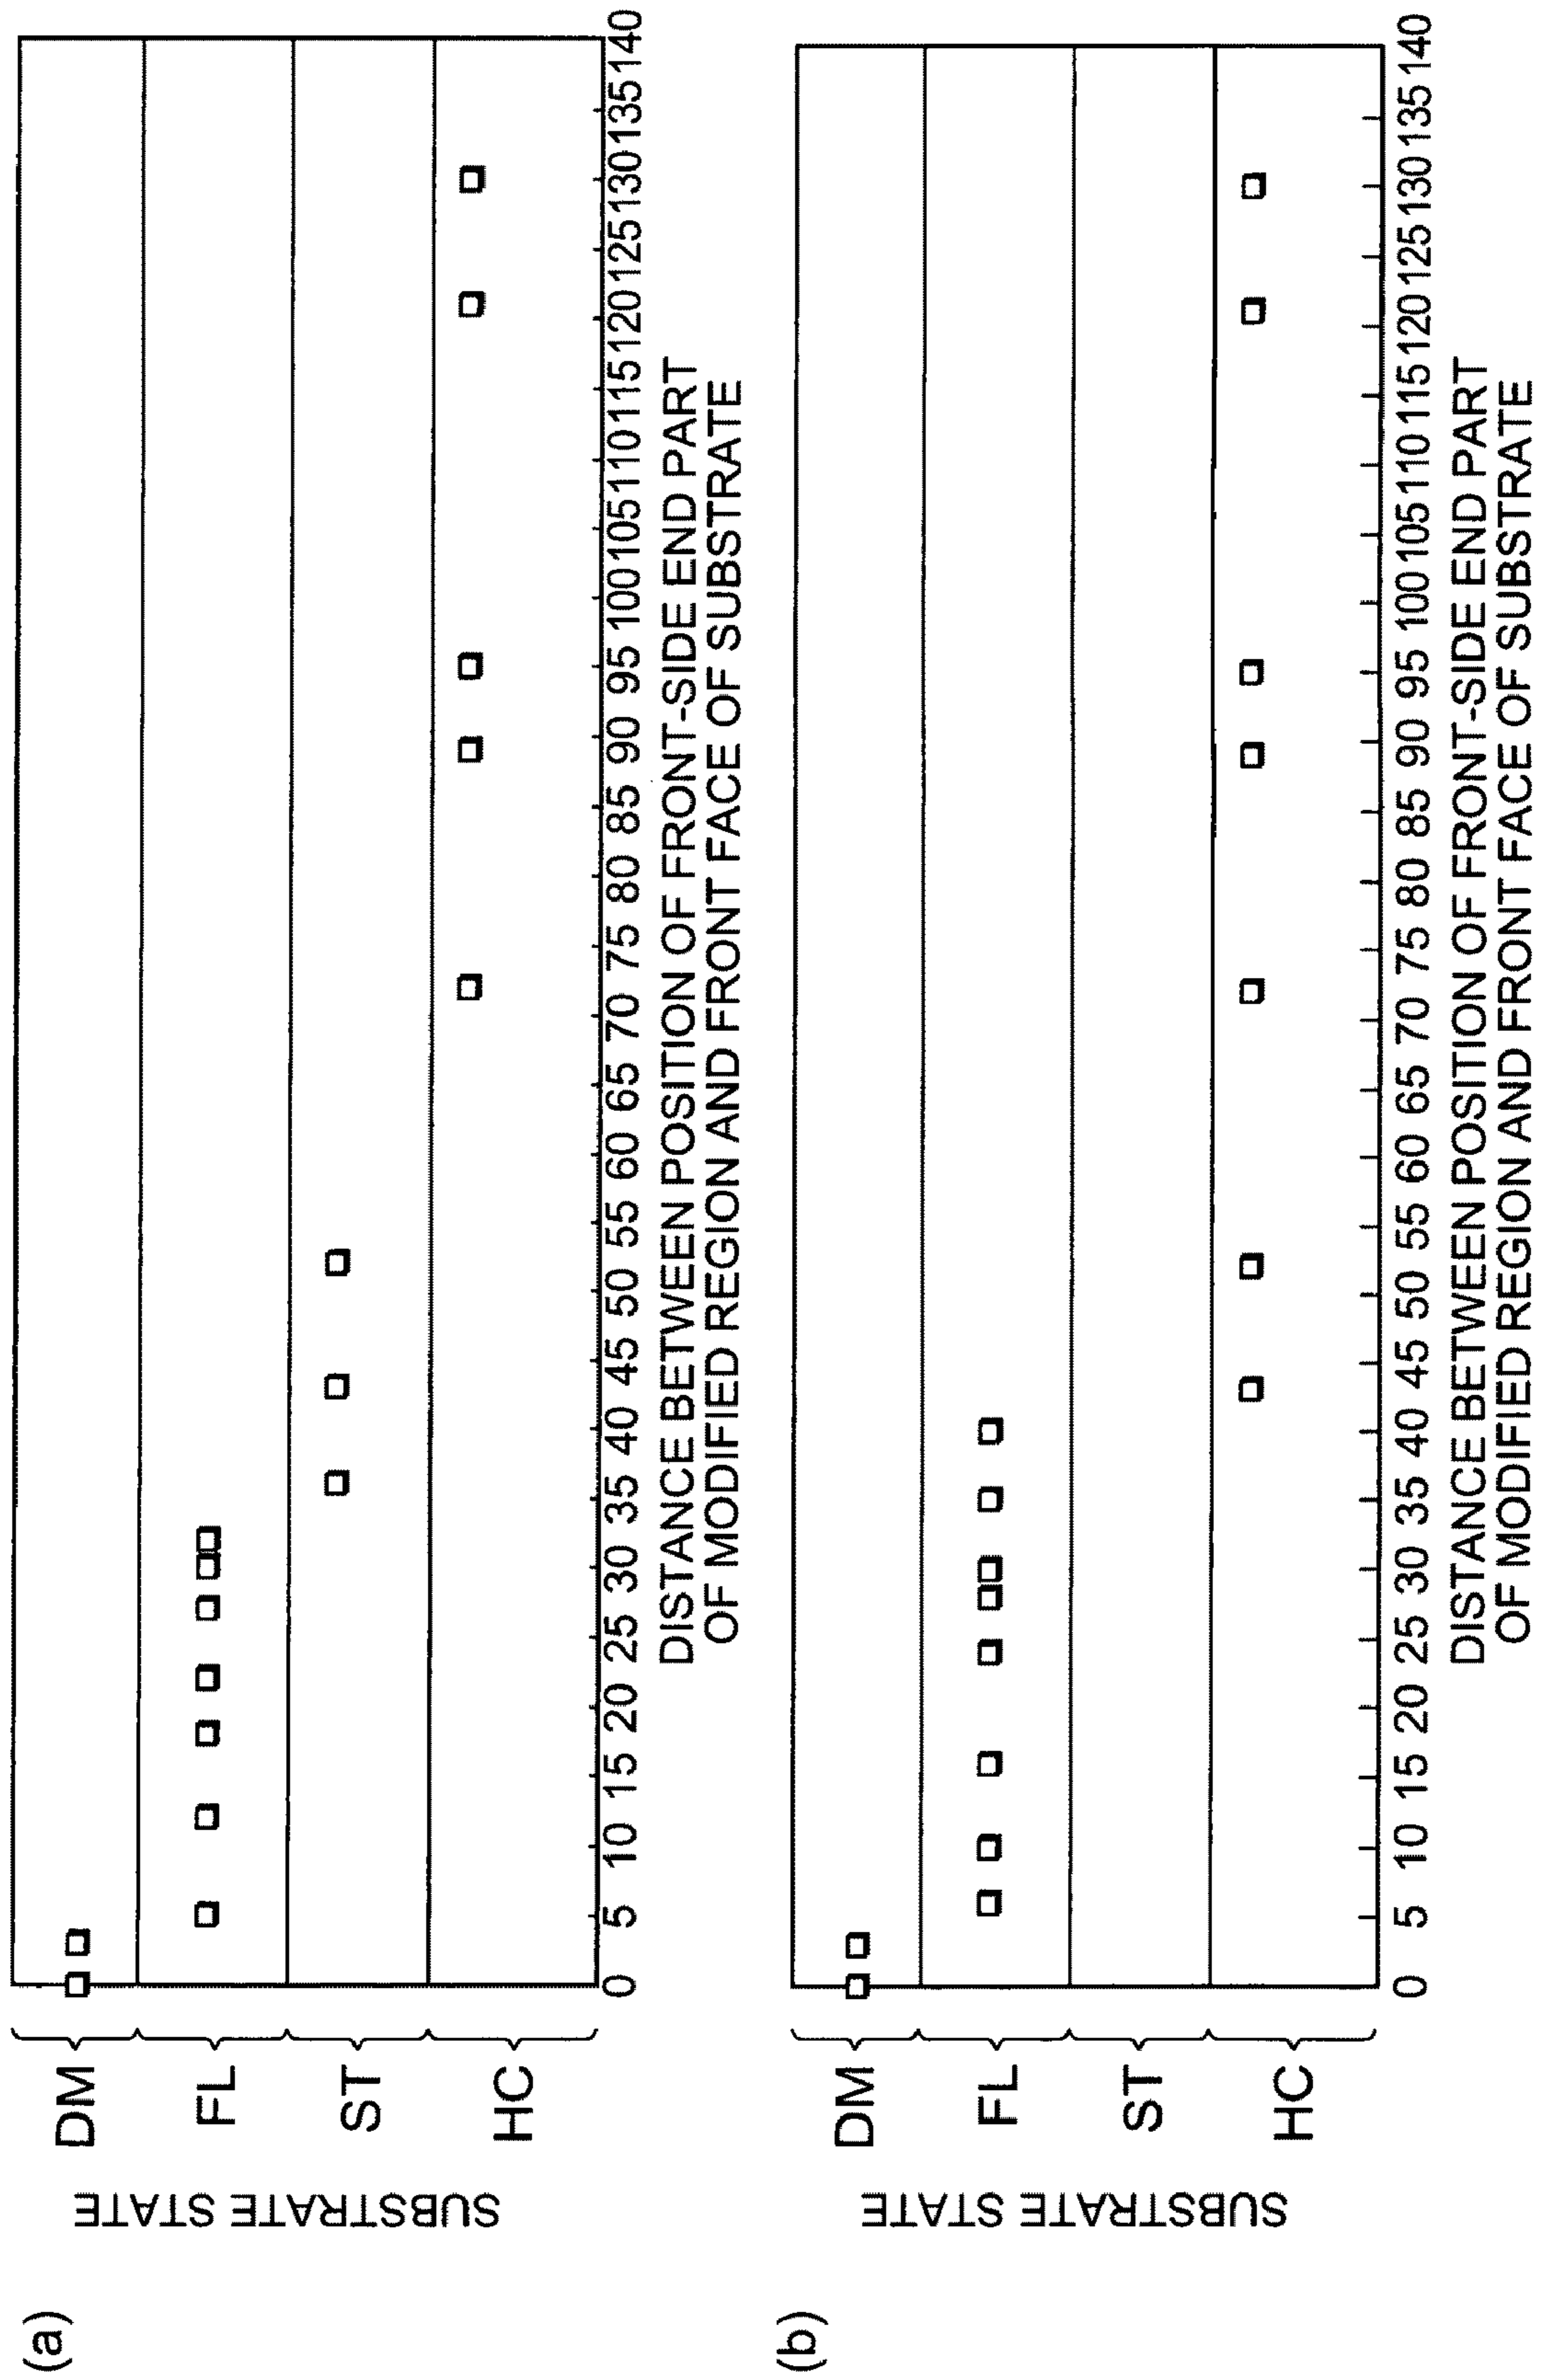 (a)
SUBSTRATE STATE
DM
FL
ST
HC
0 5 10 15 20 25 30 35 40 45 50 55 60 65 70 75 80 85 90 95 100 105 110 115 120 125 130 135 140
DISTANCE BETWEEN POSITION OF FRONT-SIDE END PART
OF MODIFIED REGION AND FRONT FACE OF SUBSTRATE
(b)
SUBSTRATE STATE
DM
FL
ST
HC
0 5 10 15 20 25 30 35 40 45 50 55 60 65 70 75 80 85 90 95 100 105 110 115 120 125 130 135 140
DISTANCE BETWEEN POSITION OF FRONT-SIDE END PART
OF MODIFIED REGION AND FRONT FACE OF SUBSTRATE